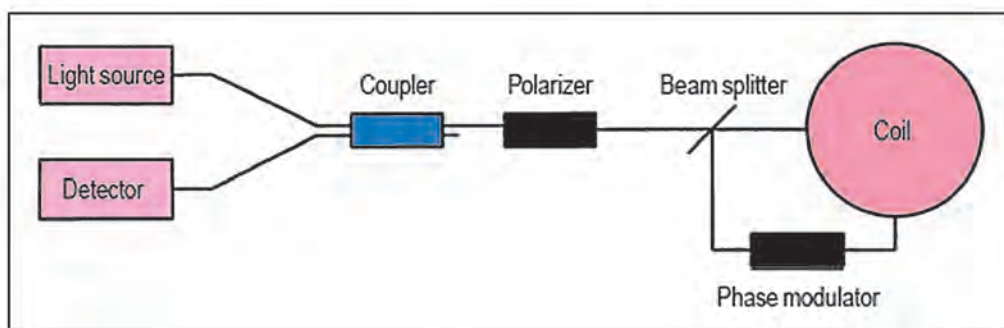 Light source
Coupler
Polarizer
Beam splitter
Coil
Detector
Phase modulator